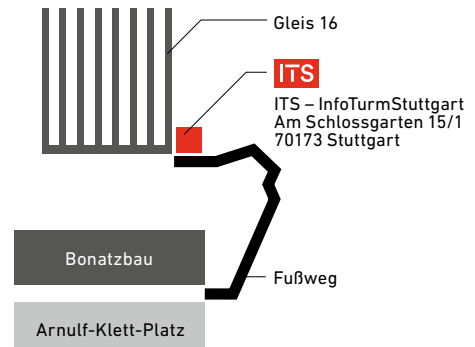 Gleis 16
ITS
ITS – InfoTurmStuttgart
Am Schlossgarten 15/1
70173 Stuttgart
Bonatzbau
Fußweg
Arnulf-Klett-Platz